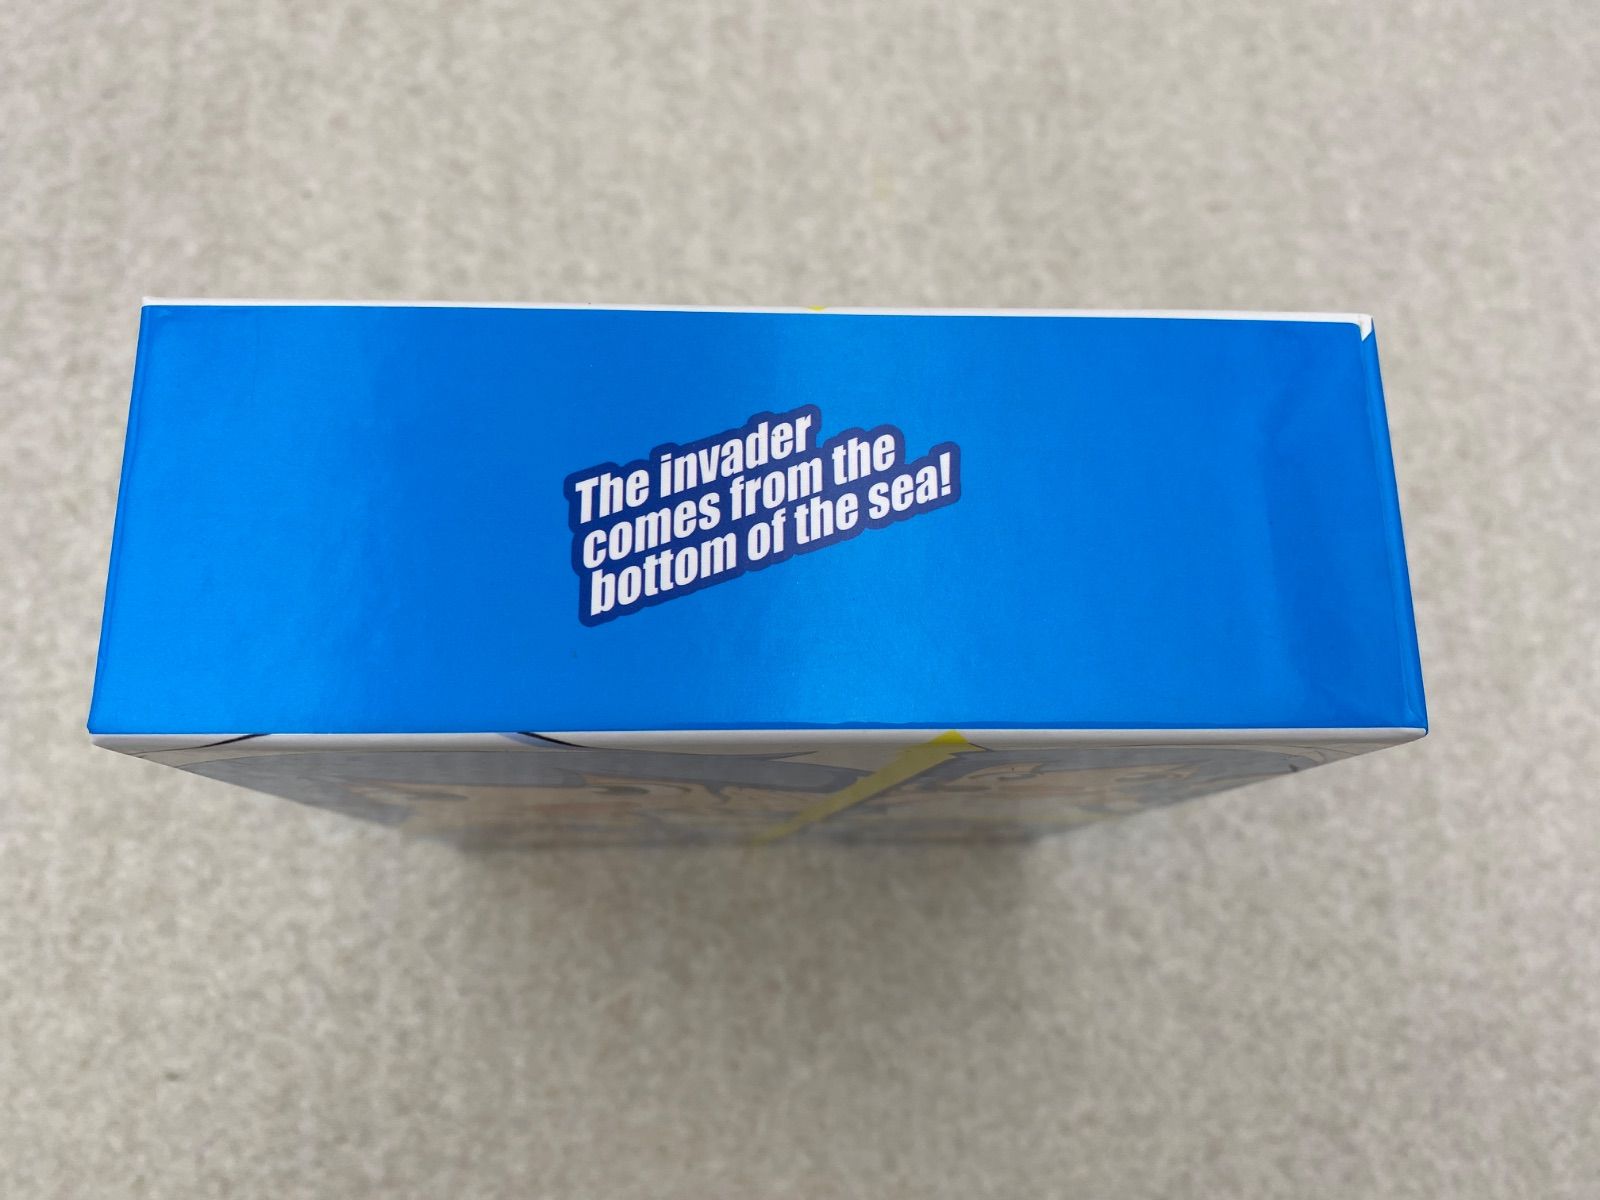 The invader
comes from the
bottom of the sea!